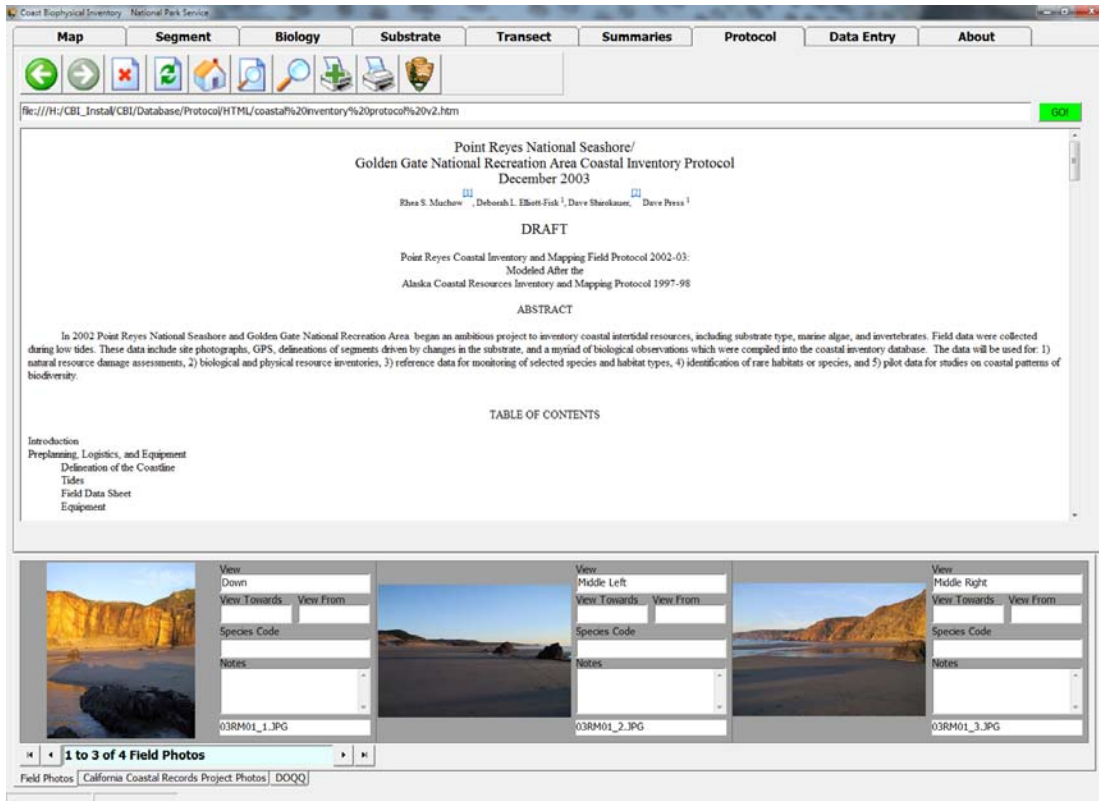 Coast Biophysical Inventory   National Park Service
Map Segment Biology Substrate Transect Summaries Protocol Data Entry About
file:///H:/CBI_Install/CBI/Database/Protocol/HTML/coastal%20inventory%20protocol%20v2.htm GO!
Point Reyes National Seashore/
Golden Gate National Recreation Area Coastal Inventory Protocol
December 2003
Rhea S. Muchow [1], Deborah L. Elliott-Fisk 1, Dave Shirokauer, [2] Dave Press 1
DRAFT
Point Reyes Coastal Inventory and Mapping Field Protocol 2002-03:
Modeled After the
Alaska Coastal Resources Inventory and Mapping Protocol 1997-98
ABSTRACT
In 2002 Point Reyes National Seashore and Golden Gate National Recreation Area began an ambitious project to inventory coastal intertidal resources, including substrate type, marine algae, and invertebrates. Field data were collected
during low tides. These data include site photographs, GPS, delineations of segments driven by changes in the substrate, and a myriad of biological observations which were compiled into the coastal inventory database. The data will be used for: 1)
natural resource damage assessments, 2) biological and physical resource inventories, 3) reference data for monitoring of selected species and habitat types, 4) identification of rare habitats or species, and 5) pilot data for studies on coastal patterns of
biodiversity.
TABLE OF CONTENTS
Introduction
Preplanning, Logistics, and Equipment
Delineation of the Coastline
Tides
Field Data Sheet
Equipment
View
Down
View Towards View From
Species Code
Notes
03RM01_1.JPG
View
Middle Left
View Towards View From
Species Code
Notes
03RM01_2.JPG
View
Middle Right
View Towards View From
Species Code
Notes
03RM01_3.JPG
1 to 3 of 4 Field Photos
Field Photos California Coastal Records Project Photos DOQQ